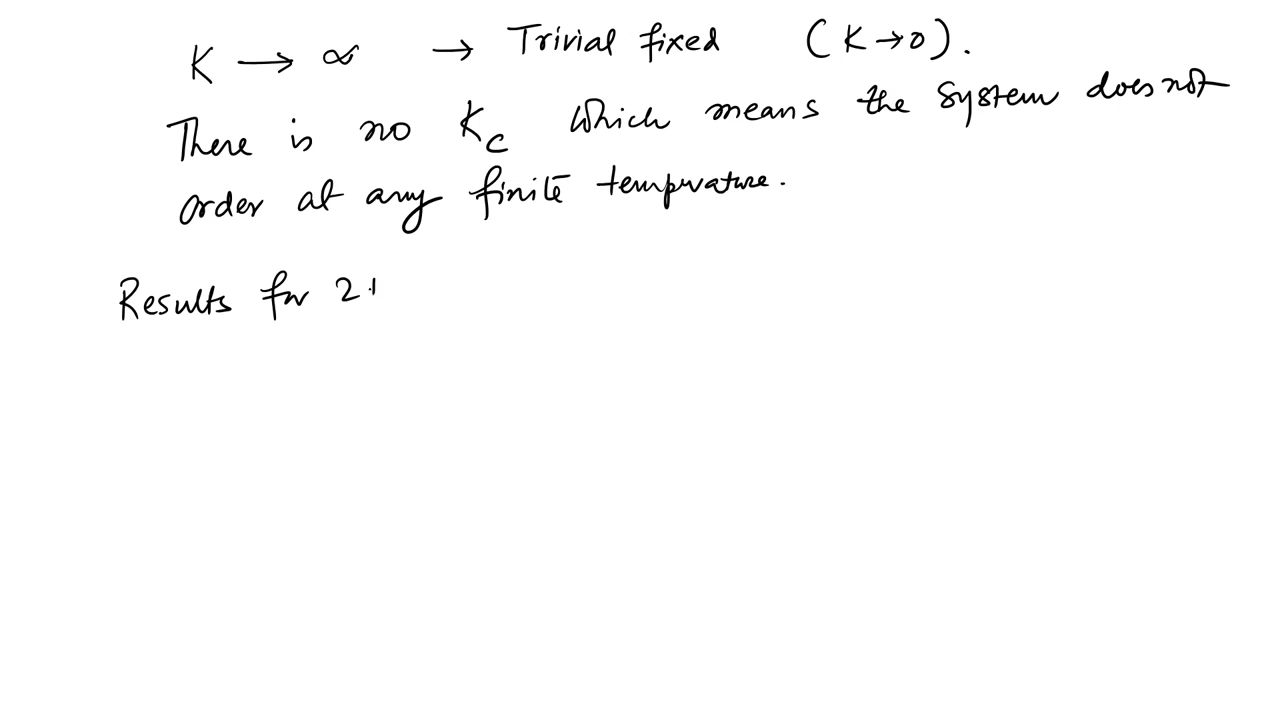 K → ∞ → Trivial fixed (K→0).
There is no Kc which means the system does not
order at any finite temperature.
Results for 2